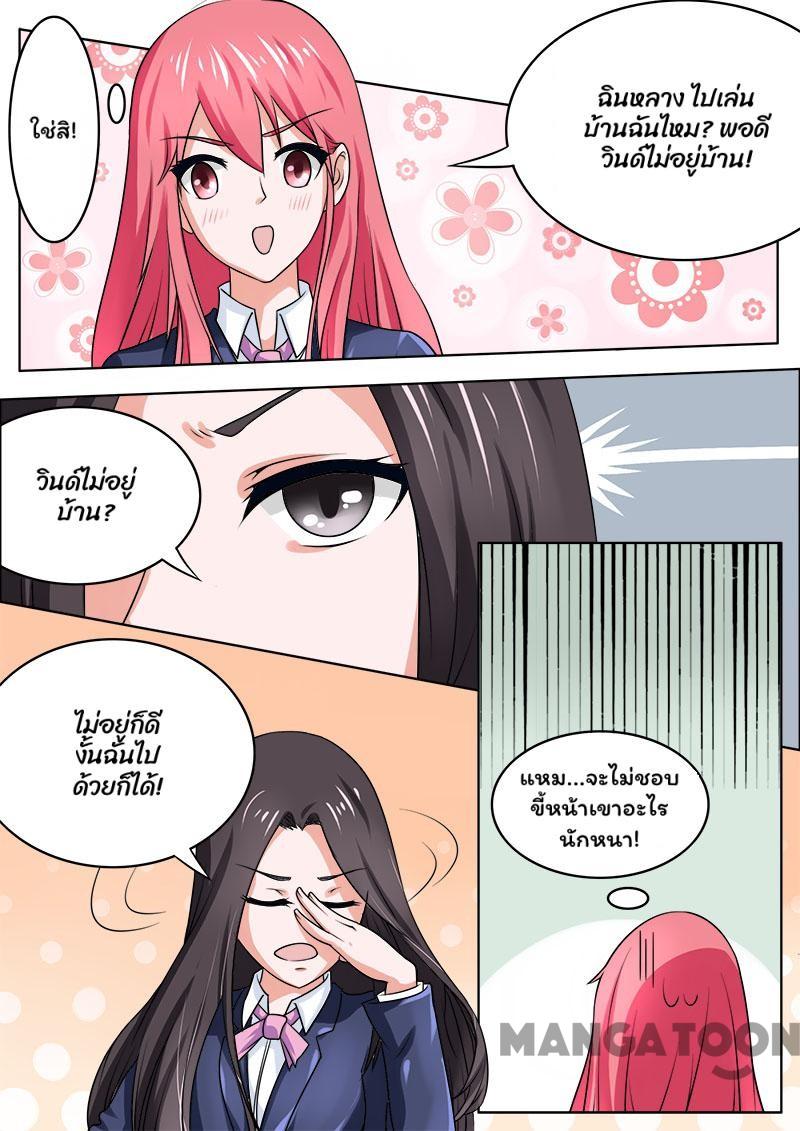 ใช่สิ!
ฉินหลาง ไปเล่น
บ้านฉันไหม? พอดี
วินด์ไม่อยู่บ้าน!
วินด์ไม่อยู่
บ้าน?
ไม่อยู่ก็ดี
งั้นฉันไป
ด้วยก็ได้!
แหม...จะไม่ชอบ
ขี้หน้าเขาอะไร
นักหนา!
MANGATOON